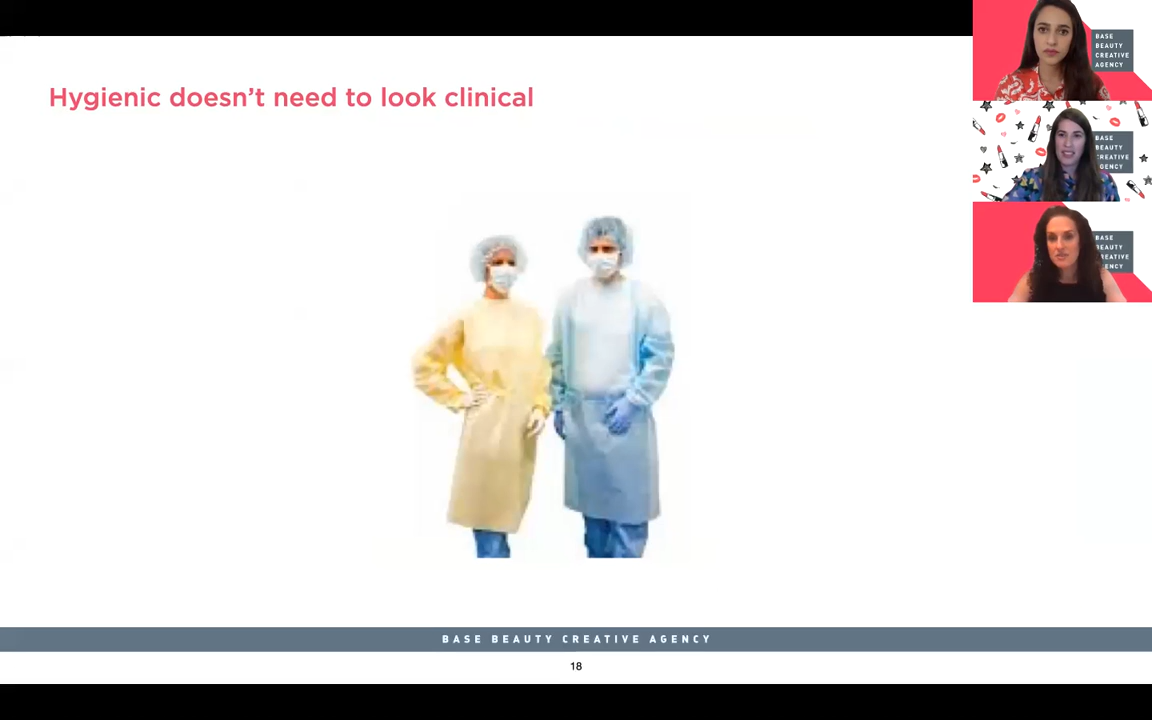 Hygienic doesn't need to look clinical
BASE
BEAUTY
CREATIVE
AGENCY
BASE
BEAUTY
CREATIVE
AGENCY
BASE
BEAUTY
CREATIVE
AGENCY
BASE BEAUTY CREATIVE AGENCY
18